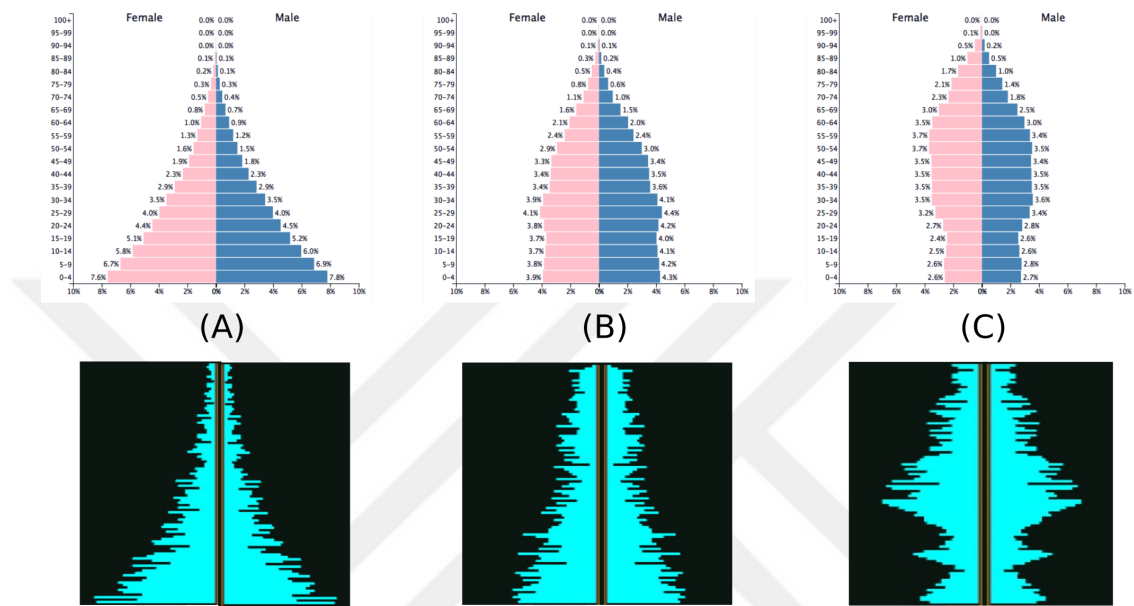 Female Male
100+ 0.0% 0.0%
95-99 0.0% 0.0%
90-94 0.0% 0.0%
85-89 0.1% 0.1%
80-84 0.2% 0.1%
75-79 0.3% 0.3%
70-74 0.5% 0.4%
65-69 0.8% 0.7%
60-64 1.0% 0.9%
55-59 1.3% 1.2%
50-54 1.6% 1.5%
45-49 1.9% 1.8%
40-44 2.3% 2.3%
35-39 2.9% 2.9%
30-34 3.5% 3.5%
25-29 4.0% 4.0%
20-24 4.4% 4.5%
15-19 5.1% 5.2%
10-14 5.8% 6.0%
5-9 6.7% 6.9%
0-4 7.6% 7.8%
10% 8% 6% 4% 2% 0% 2% 4% 6% 8% 10%
(A)
Female Male
100+ 0.0% 0.0%
95-99 0.0% 0.0%
90-94 0.1% 0.1%
85-89 0.3% 0.2%
80-84 0.5% 0.4%
75-79 0.8% 0.6%
70-74 1.1% 1.0%
65-69 1.6% 1.5%
60-64 2.1% 2.0%
55-59 2.4% 2.4%
50-54 2.9% 3.0%
45-49 3.3% 3.4%
40-44 3.4% 3.5%
35-39 3.4% 3.6%
30-34 3.9% 4.1%
25-29 4.1% 4.4%
20-24 3.8% 4.2%
15-19 3.7% 4.0%
10-14 3.7% 4.1%
5-9 3.8% 4.2%
0-4 3.9% 4.3%
10% 8% 6% 4% 2% 0% 2% 4% 6% 8% 10%
(B)
Female Male
100+ 0.0% 0.0%
95-99 0.1% 0.0%
90-94 0.5% 0.2%
85-89 1.0% 0.5%
80-84 1.7% 1.0%
75-79 2.1% 1.4%
70-74 2.3% 1.8%
65-69 3.0% 2.5%
60-64 3.5% 3.0%
55-59 3.7% 3.4%
50-54 3.7% 3.5%
45-49 3.5% 3.4%
40-44 3.5% 3.5%
35-39 3.5% 3.5%
30-34 3.5% 3.6%
25-29 3.2% 3.4%
20-24 2.7% 2.8%
15-19 2.4% 2.6%
10-14 2.5% 2.6%
5-9 2.6% 2.8%
0-4 2.6% 2.7%
10% 8% 6% 4% 2% 0% 2% 4% 6% 8% 10%
(C)